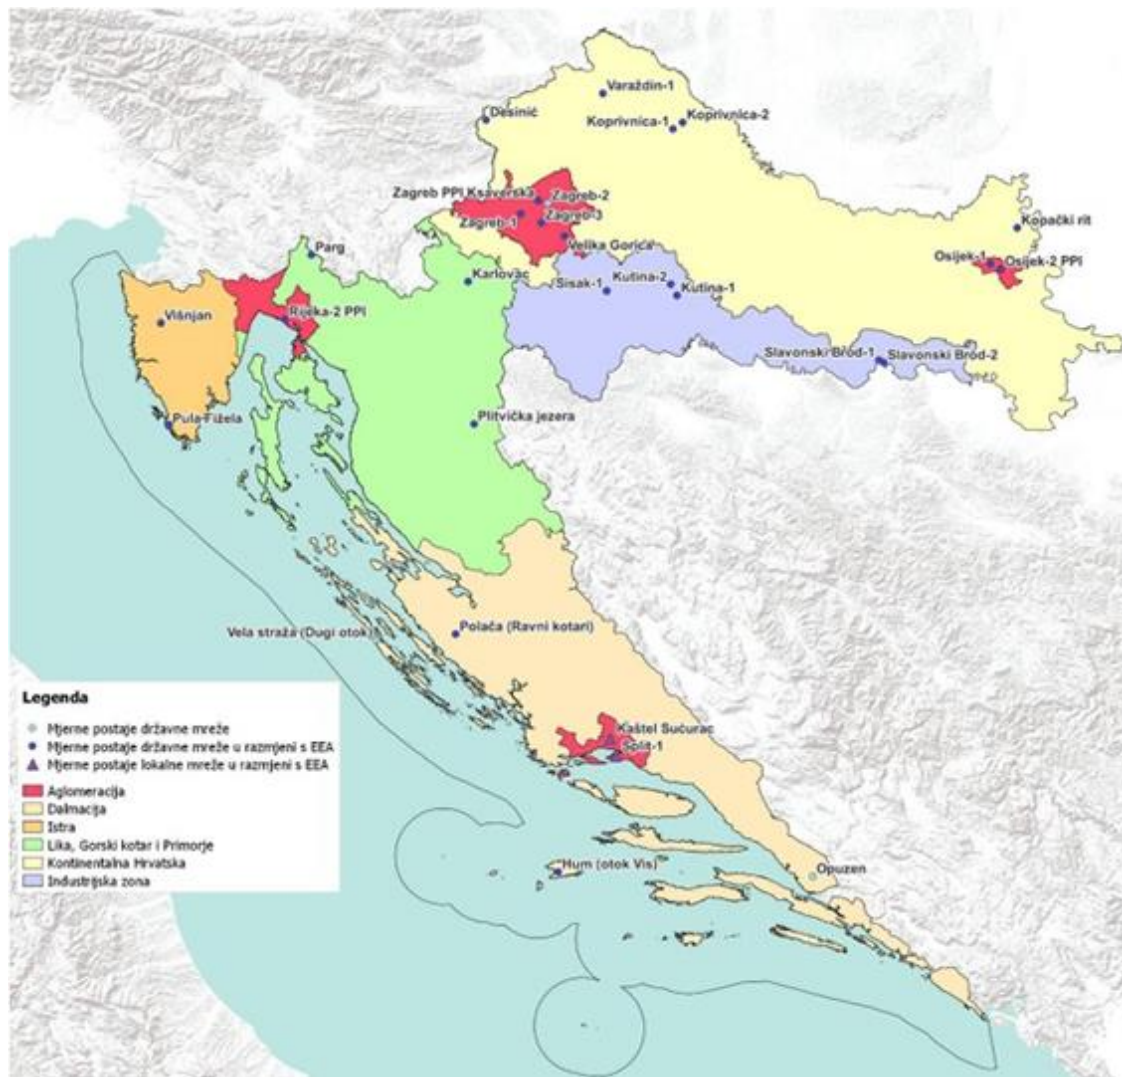 Varaždin-1
Desinić
Koprivnica-2
Koprivnica-1
Zagreb PPI Ksaverska
Zagreb-2
Zagreb-3
Zagreb-1
Kopački rit
Velika Gorica
Parg
Osijek-1
Osijek-2 PPI
Karlovac
Kutina-2
Sisak-1
Kutina-1
Rijeka-2 PPI
Višnjan
Slavonski Brod-1
Slavonski Brod-2
Pula Fižela
Plitvička jezera
Vela straža (Dugi otok)
Polača (Ravni kotari)
Legenda
Mjerne postaje državne mreže
Mjerne postaje državne mreže u razmjeni s EEA
Mjerne postaje lokalne mreže u razmjeni s EEA
Aglomeracija
Dalmacija
Istra
Lika, Gorski kotar i Primorje
Kontinentalna Hrvatska
Industrijska zona
Kaštel Sućurac
Split-1
Hum (otok Vis)
Opuzen